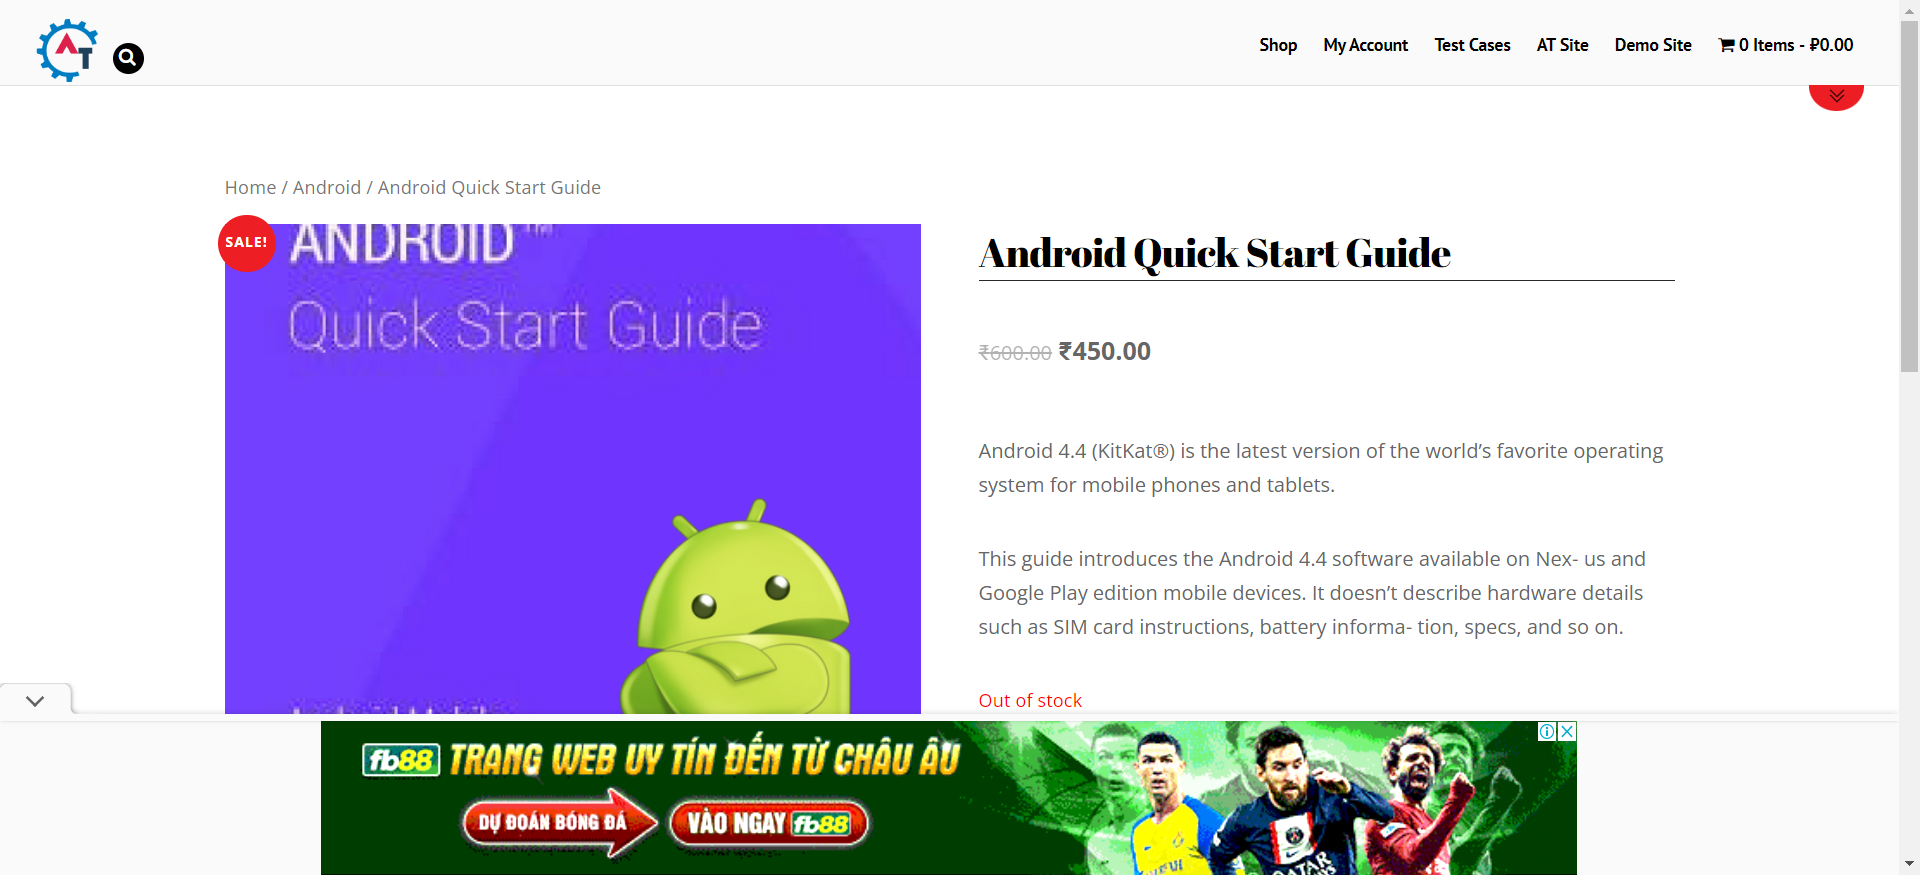 AT
Shop My Account Test Cases AT Site Demo Site 0 Items - ₽0.00
Home / Android / Android Quick Start Guide
SALE!
ANDROID™
Quick Start Guide
Android Quick Start Guide
₹600.00 ₹450.00
Android 4.4 (KitKat®) is the latest version of the world’s favorite operating
system for mobile phones and tablets.
This guide introduces the Android 4.4 software available on Nex- us and
Google Play edition mobile devices. It doesn’t describe hardware details
such as SIM card instructions, battery informa- tion, specs, and so on.
Out of stock
fb88 TRANG WEB UY TÍN ĐẾN TỪ CHÂU ÂU
DỰ ĐOÁN BÓNG ĐÁ
VÀO NGAY fb88